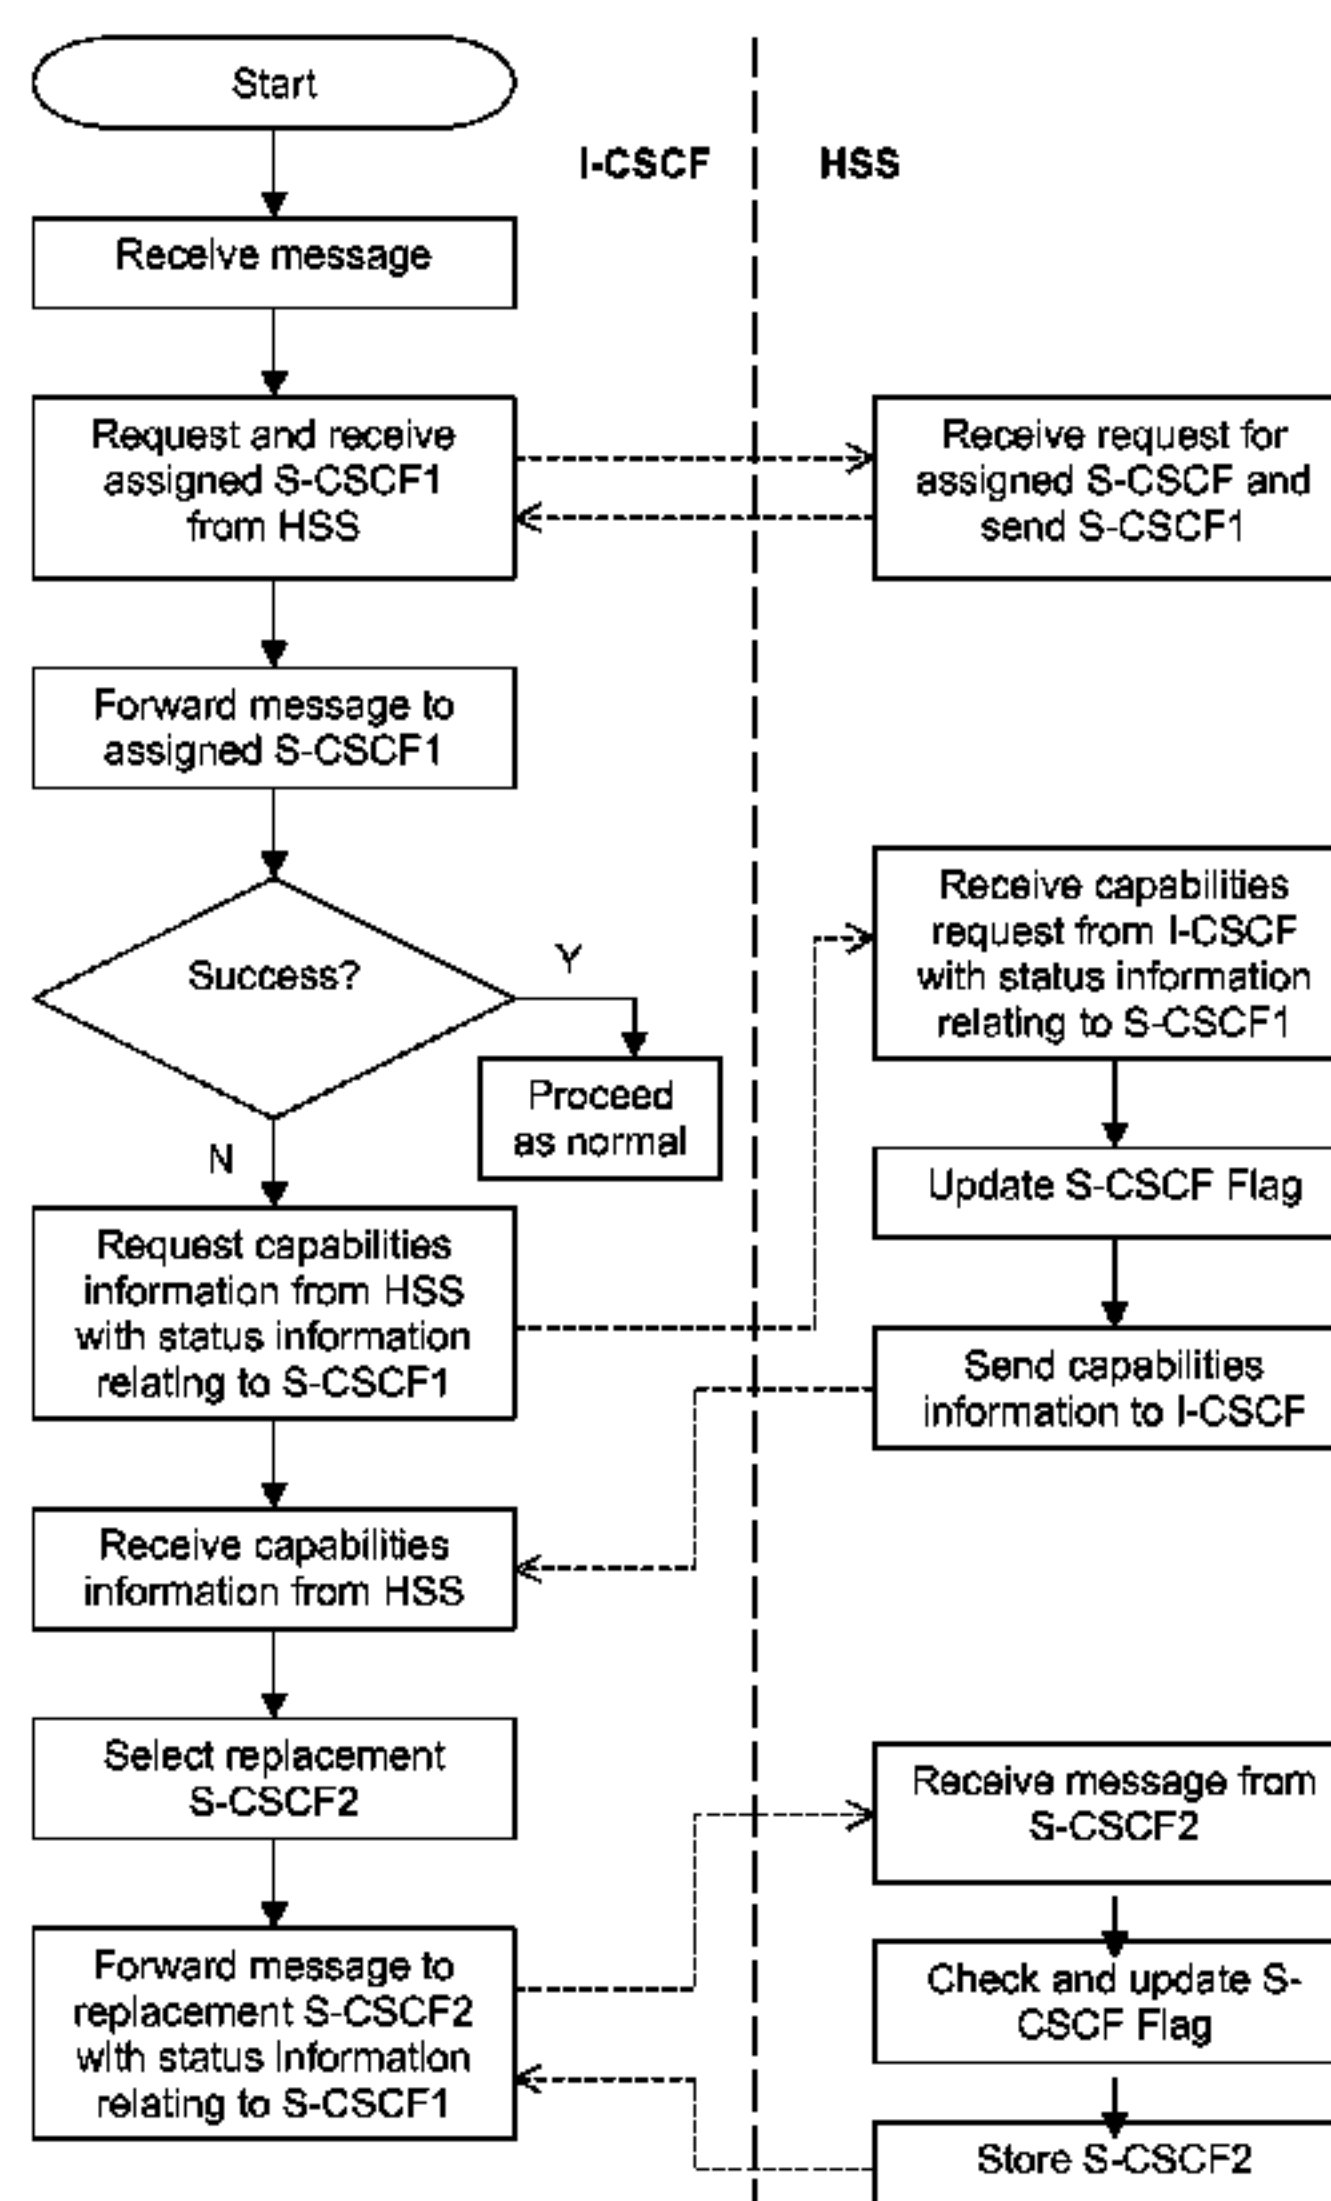 Start
I-CSCF
HSS
Receive message
Request and receive
assigned S-CSCF1
from HSS
Receive request for
assigned S-CSCF and
send S-CSCF1
Forward message to
assigned S-CSCF1
Success?
Y
Proceed
as normal
N
Receive capabilities
request from I-CSCF
with status information
relating to S-CSCF1
Update S-CSCF Flag
Request capabilities
information from HSS
with status information
relating to S-CSCF1
Send capabilities
information to I-CSCF
Receive capabilities
information from HSS
Select replacement
S-CSCF2
Receive message from
S-CSCF2
Forward message to
replacement S-CSCF2
with status information
relating to S-CSCF1
Check and update S-
CSCF Flag
Store S-CSCF2